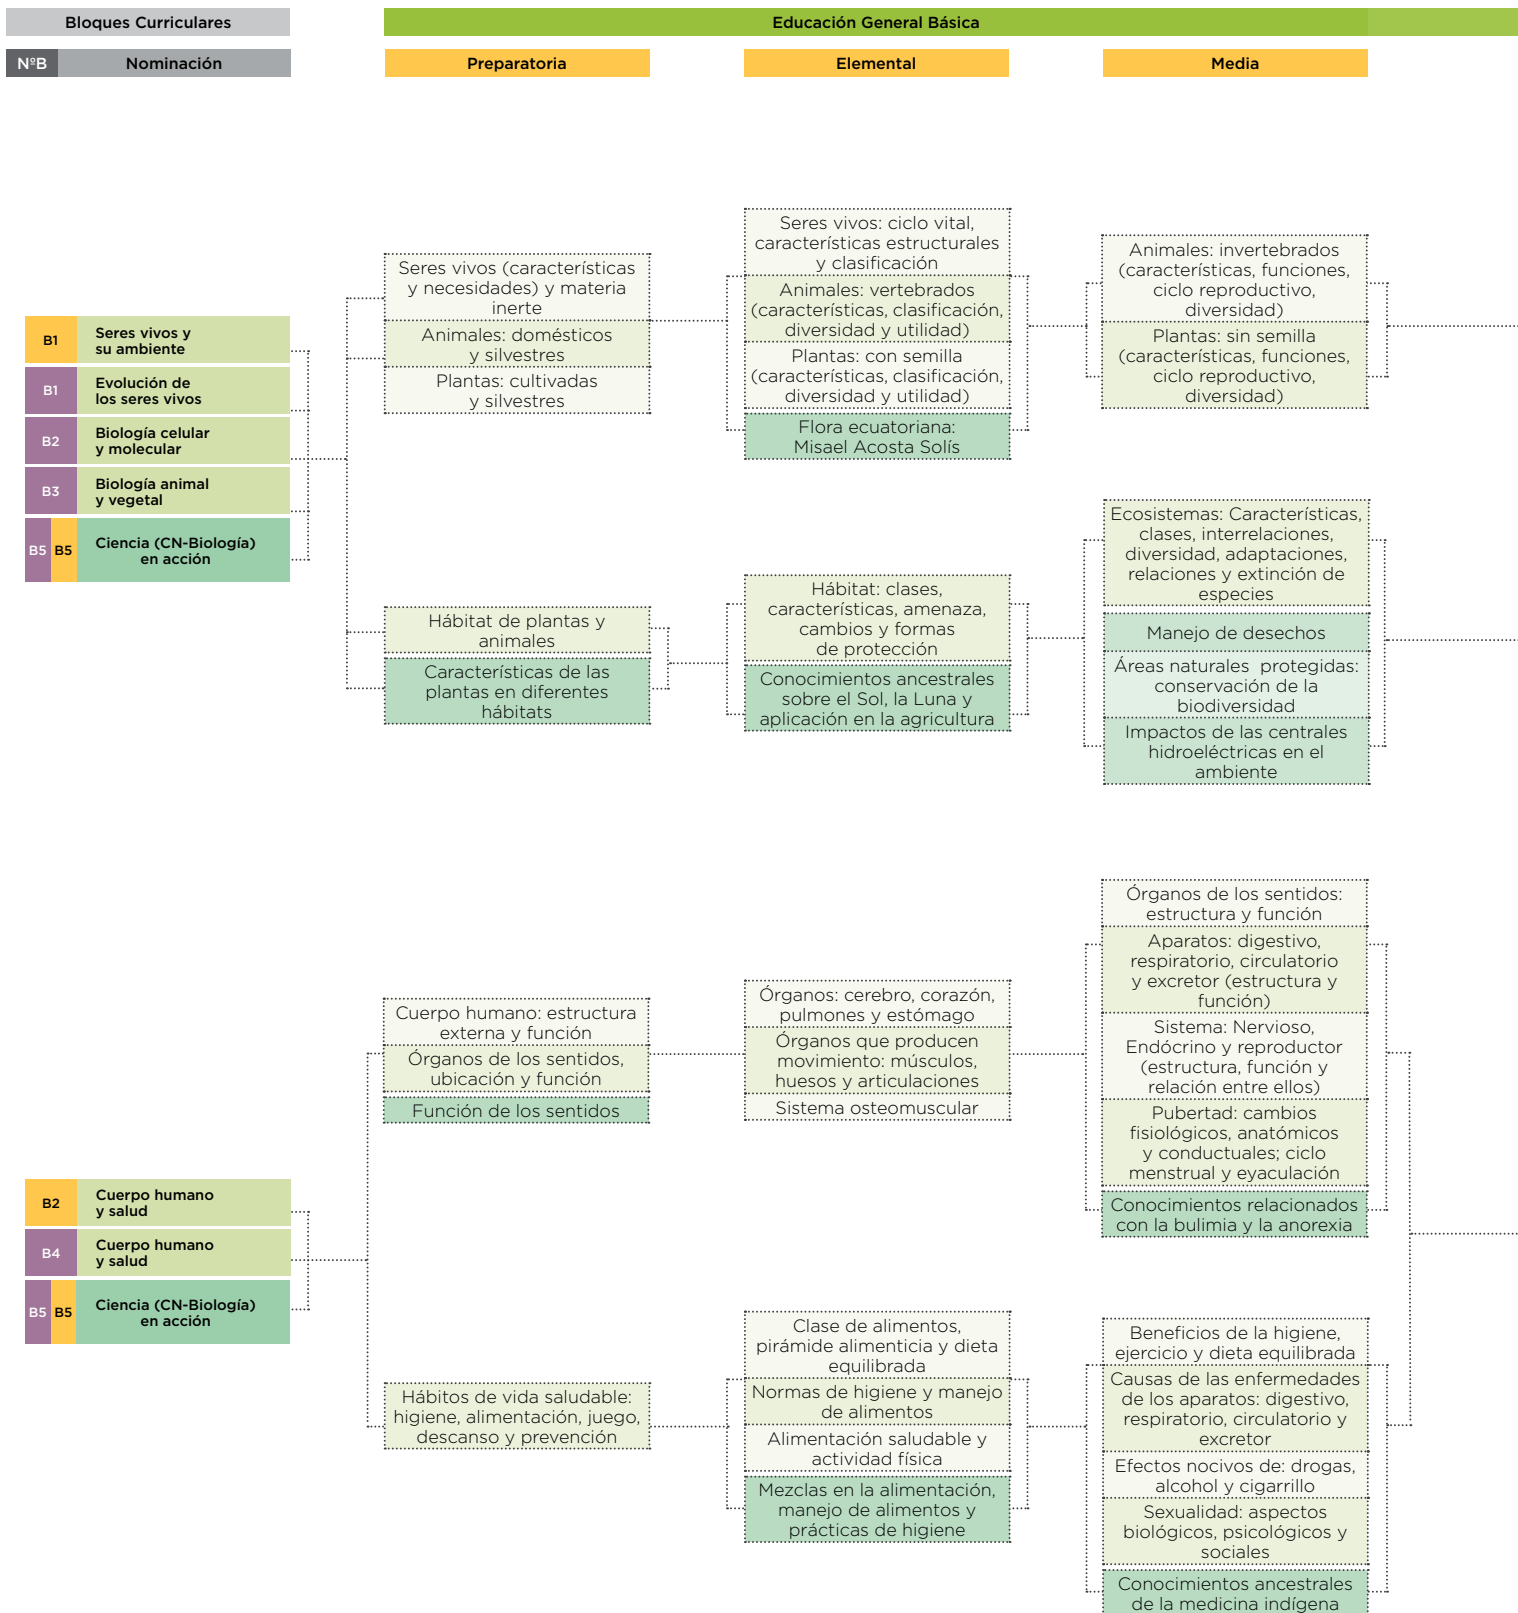 Bloques Curriculares
Educación General Básica
NºB
Nominación
Preparatoria
Elemental
Media
B1
Seres vivos y
su ambiente
B1
Evolución de
los seres vivos
B2
Biología celular
y molecular
B3
Biología animal
y vegetal
B5
B5
Ciencia (CN-Biología)
en acción
Seres vivos (características
y necesidades) y materia
inerte
Animales: domésticos
y silvestres
Plantas: cultivadas
y silvestres
Seres vivos: ciclo vital,
características estructurales
y clasificación
Animales: vertebrados
(características, clasificación,
diversidad y utilidad)
Plantas: con semilla
(características, clasificación,
diversidad y utilidad)
Flora ecuatoriana:
Misael Acosta Solís
Animales: invertebrados
(características, funciones,
ciclo reproductivo,
diversidad)
Plantas: sin semilla
(características, funciones,
ciclo reproductivo,
diversidad)
Hábitat de plantas y
animales
Características de las
plantas en diferentes
hábitats
Hábitat: clases,
características, amenaza,
cambios y formas
de protección
Conocimientos ancestrales
sobre el Sol, la Luna y
aplicación en la agricultura
Ecosistemas: Características,
clases, interrelaciones,
diversidad, adaptaciones,
relaciones y extinción de
especies
Manejo de desechos
Áreas naturales protegidas:
conservación de la
biodiversidad
Impactos de las centrales
hidroeléctricas en el
ambiente
B2
Cuerpo humano
y salud
B4
Cuerpo humano
y salud
B5
B5
Ciencia (CN-Biología)
en acción
Cuerpo humano: estructura
externa y función
Órganos de los sentidos,
ubicación y función
Función de los sentidos
Órganos: cerebro, corazón,
pulmones y estómago
Órganos que producen
movimiento: músculos,
huesos y articulaciones
Sistema osteomuscular
Órganos de los sentidos:
estructura y función
Aparatos: digestivo,
respiratorio, circulatorio
y excretor (estructura y
función)
Sistema: Nervioso,
Endócrino y reproductor
(estructura, función y
relación entre ellos)
Pubertad: cambios
fisiológicos, anatómicos
y conductuales; ciclo
menstrual y eyaculación
Conocimientos relacionados
con la bulimia y la anorexia
Hábitos de vida saludable:
higiene, alimentación, juego,
descanso y prevención
Clase de alimentos,
pirámide alimenticia y dieta
equilibrada
Normas de higiene y manejo
de alimentos
Alimentación saludable y
actividad física
Mezclas en la alimentación,
manejo de alimentos y
prácticas de higiene
Beneficios de la higiene,
ejercicio y dieta equilibrada
Causas de las enfermedades
de los aparatos: digestivo,
respiratorio, circulatorio y
excretor
Efectos nocivos de: drogas,
alcohol y cigarrillo
Sexualidad: aspectos
biológicos, psicológicos y
sociales
Conocimientos ancestrales
de la medicina indígena